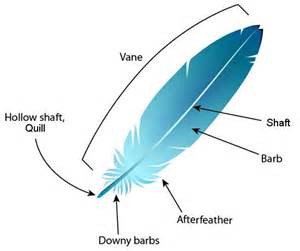 Vane
Hollow shaft,
Quill
Shaft
Barb
Afterfeather
Downy barbs